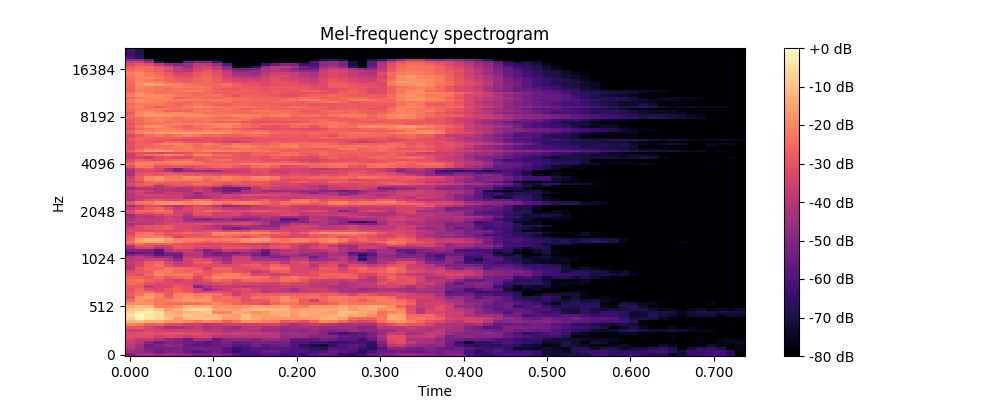 Mel-frequency spectrogram
Hz
16384
8192
4096
2048
1024
512
0
0.000 0.100 0.200 0.300 0.400 0.500 0.600 0.700
Time
+0 dB
-10 dB
-20 dB
-30 dB
-40 dB
-50 dB
-60 dB
-70 dB
-80 dB